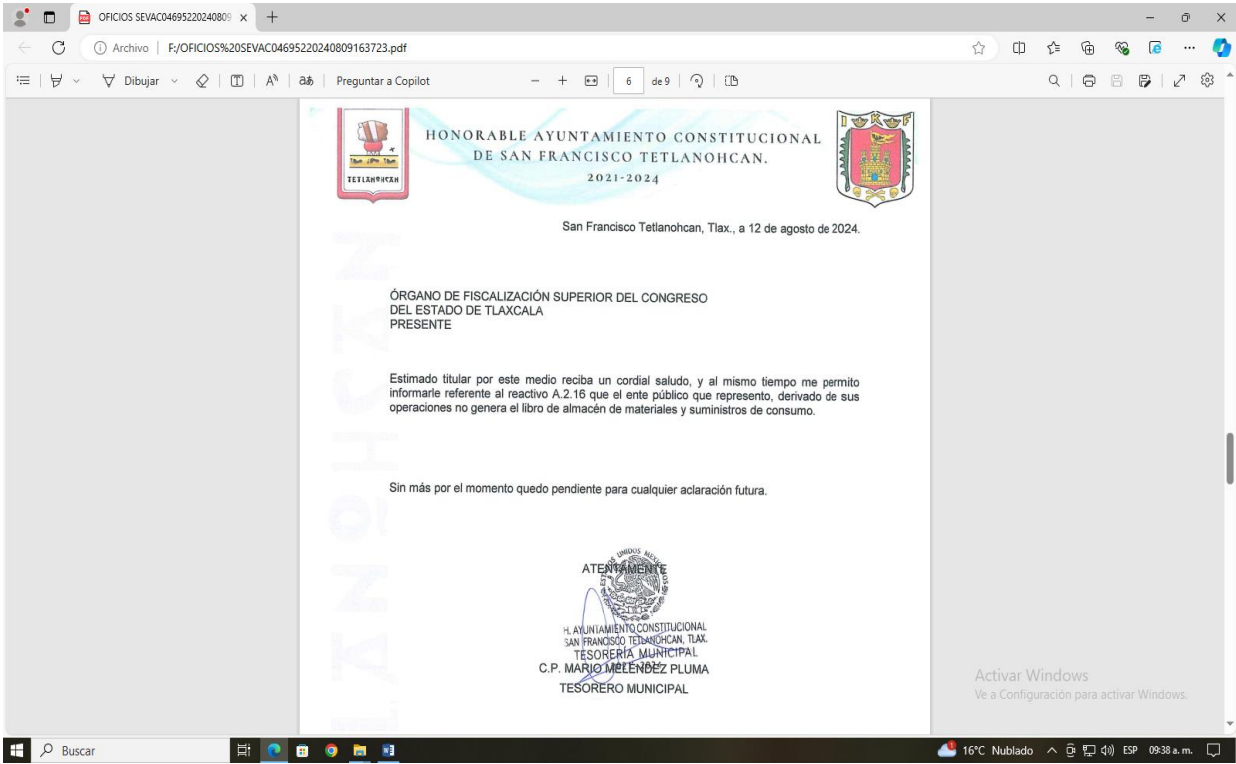 OFICIOS SEVAC04695220240809
Archivo
F:/OFICIOS%20SEVAC04695220240809163723.pdf
Dibujar
Preguntar a Copilot
6 de 9
HONORABLE AYUNTAMIENTO CONSTITUCIONAL
DE SAN FRANCISCO TETLANOHCAN.
2021-2024
TETLANOHCAN
San Francisco Tetlanohcan, Tlax., a 12 de agosto de 2024.
ÓRGANO DE FISCALIZACIÓN SUPERIOR DEL CONGRESO
DEL ESTADO DE TLAXCALA
PRESENTE
Estimado titular por este medio reciba un cordial saludo, y al mismo tiempo me permito
informarle referente al reactivo A.2.16 que el ente público que represento, derivado de sus
operaciones no genera el libro de almacén de materiales y suministros de consumo.
Sin más por el momento quedo pendiente para cualquier aclaración futura.
ATENTAMENTE
H. AYUNTAMIENTO CONSTITUCIONAL
SAN FRANCISCO TETLANOHCAN, TLAX.
TESORERÍA MUNICIPAL
C.P. MARIO MELÉNDEZ PLUMA
TESORERO MUNICIPAL
Activar Windows
Ve a Configuración para activar Windows.
Buscar
16°C Nublado
ESP
09:38 a. m.